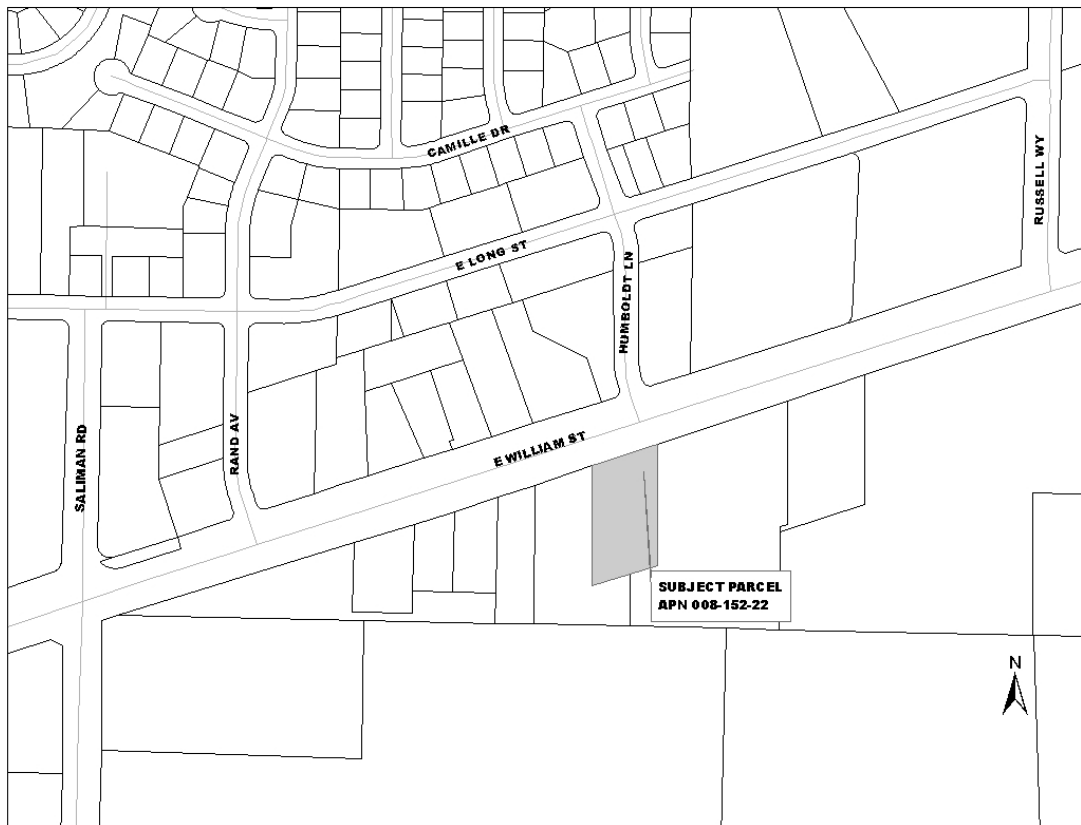 CAMILLE DR
RUSSELL WY
E LONG ST
HUMBOLDT LN
RAND AV
SALIMAN RD
E WILLIAM ST
SUBJECT PARCEL
APN 008-152-22
N